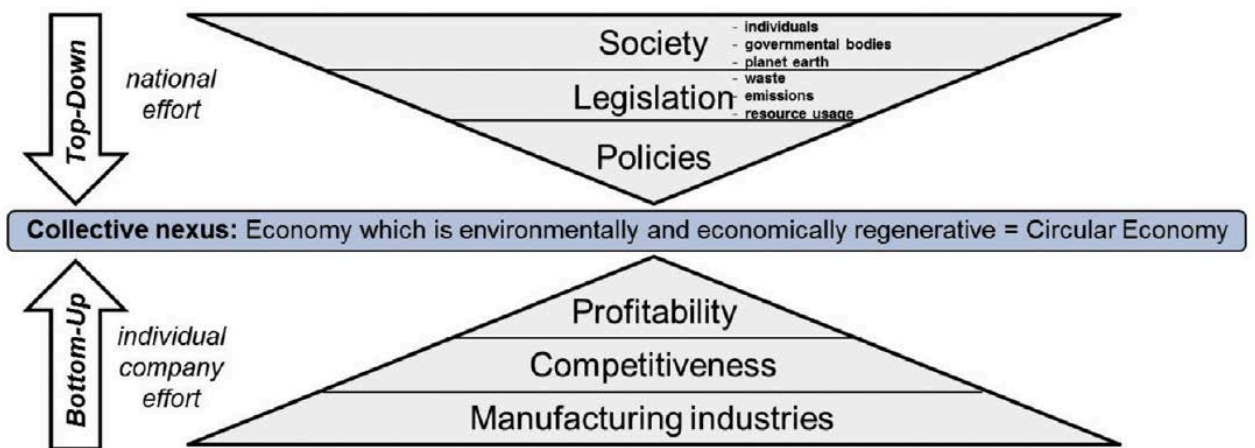 Top-Down
national
effort
Society
- individuals
- governmental bodies
- planet earth
Legislation
- waste
- emissions
- resource usage
Policies
Collective nexus: Economy which is environmentally and economically regenerative = Circular Economy
Bottom-Up
individual
company
effort
Profitability
Competitiveness
Manufacturing industries